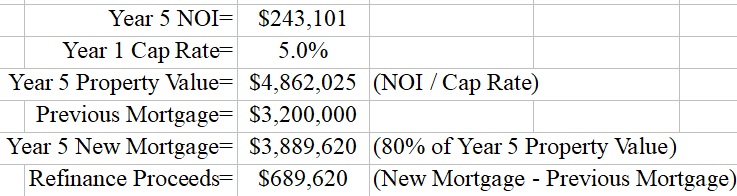 Year 5 NOI= $243,101
Year 1 Cap Rate= 5.0%
Year 5 Property Value= $4,862,025 (NOI / Cap Rate)
Previous Mortgage= $3,200,000
Year 5 New Mortgage= $3,889,620 (80% of Year 5 Property Value)
Refinance Proceeds= $689,620 (New Mortgage - Previous Mortgage)